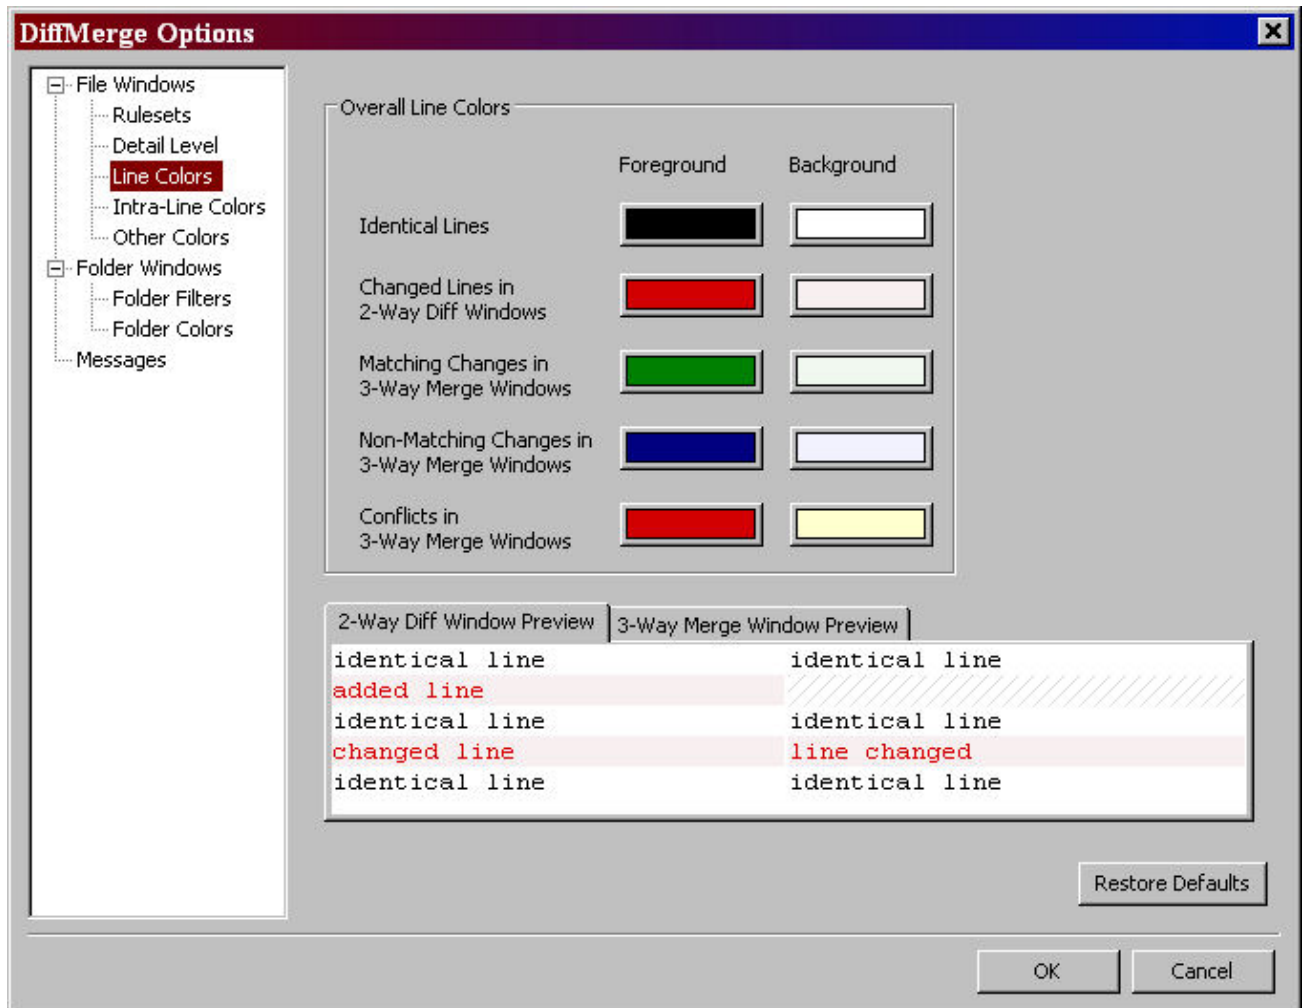 DiffMerge Options
File Windows
Rulesets
Detail Level
Line Colors
Intra-Line Colors
Other Colors
Folder Windows
Folder Filters
Folder Colors
Messages
Overall Line Colors
Foreground Background
Identical Lines
Changed Lines in
2-Way Diff Windows
Matching Changes in
3-Way Merge Windows
Non-Matching Changes in
3-Way Merge Windows
Conflicts in
3-Way Merge Windows
2-Way Diff Window Preview 3-Way Merge Window Preview
identical line identical line
added line
identical line identical line
changed line line changed
identical line identical line
Restore Defaults
OK Cancel